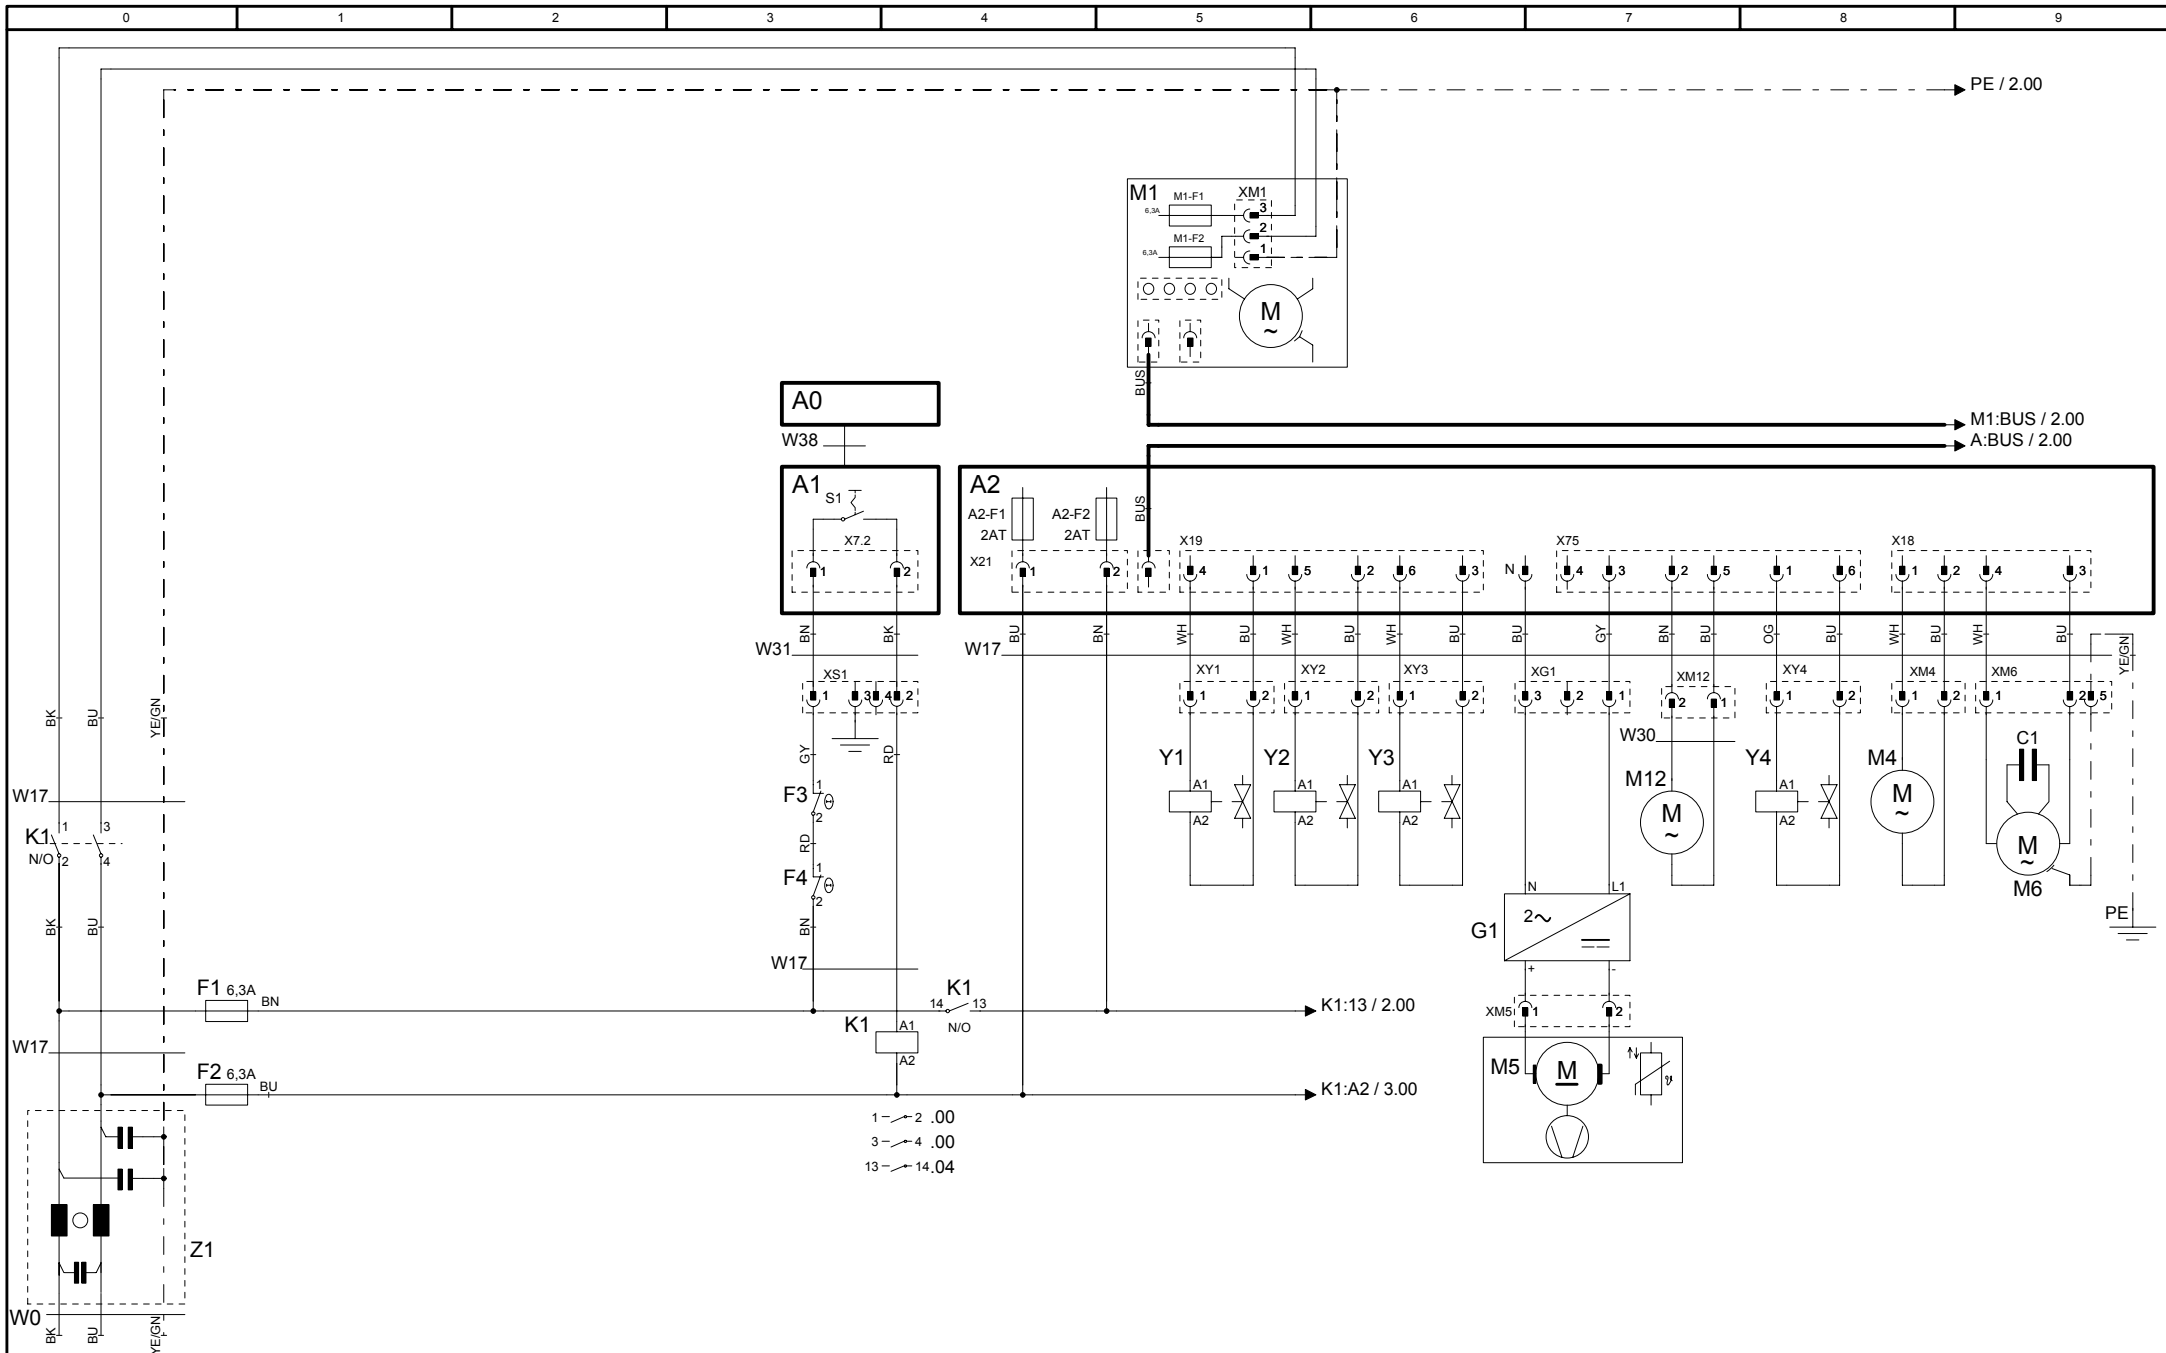 0 1 2 3 4 5 6 7 8 9
PE / 2.00
M1 M1-F1 XM1
6,3A 3
M1-F2 2
6,3A 1
M
~
BUS
A0
W38
M1:BUS / 2.00
A:BUS / 2.00
A1
S1
X7.2
1 2
A2
A2-F1 A2-F2 BUS
2AT 2AT
X21 1 2
X19
4 1 5 2 6 3
N
X75
4 3 2 5 1 6
X18
1 2 4 3
BN BK BU BN WH BU WH BU WH BU BU GY BN BU OG BU WH BU WH BU YE/GN
W31 W17
XS1 XY1 XY2 XY3 XG1 XM12 XY4 XM4 XM6
1 3 4 2 1 2 1 2 1 2 3 2 1 2 1 1 2 1 2 1 2 5
BK BU YE/GN
GY RD
W30
Y1 Y2 Y3 M12 Y4 M4 C1
A1 A1 A1 A1
A2 A2 A2 A2
M
~
M
~
M
~
M6
W17
K1 1 3
N/O 2 4
F3 1
2
RD
F4 1
2
BN
BK BU
W17
PE
N L1
G1 2~
+ -
F1 6,3A BN
14 K1 13
N/O
K1:13 / 2.00
XM5 1 2
W17
K1 A1
A2
F2 6,3A BU
K1:A2 / 3.00
M5 M ϑ
1 2 .00
3 4 .00
13 14 .04
Z1
W0
BK BU YE/GN